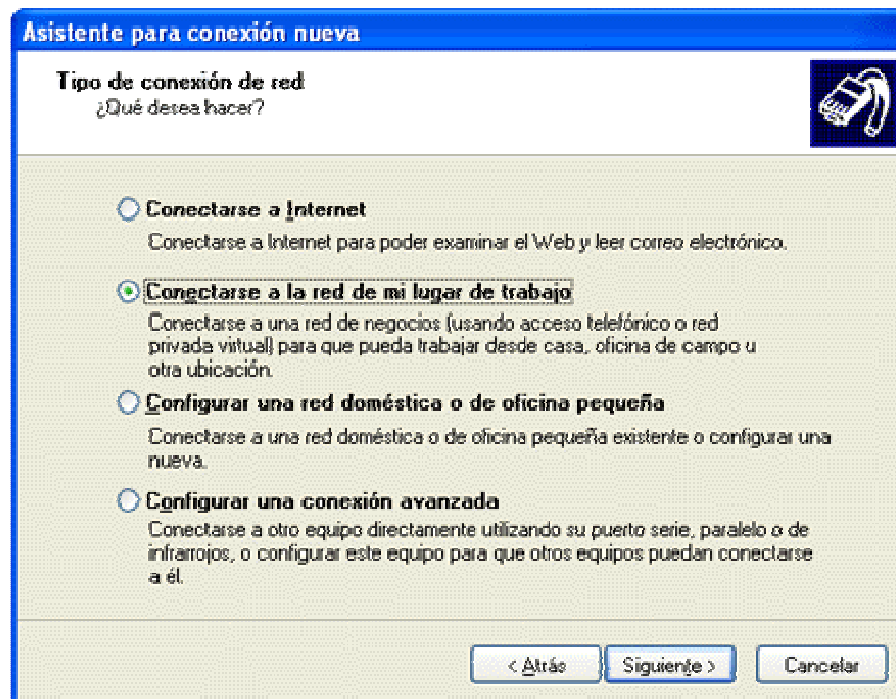 Asistente para conexión nueva
Tipo de conexión de red
¿Qué desea hacer?
Conectarse a Internet
Conectarse a Internet para poder examinar el Web y leer correo electrónico.
Conectarse a la red de mi lugar de trabajo
Conectarse a una red de negocios (usando acceso telefónico o red
privada virtual) para que pueda trabajar desde casa, oficina de campo u
otra ubicación.
Configurar una red doméstica o de oficina pequeña
Conectarse a una red doméstica o de oficina pequeña existente o configurar una
nueva.
Configurar una conexión avanzada
Conectarse a otro equipo directamente utilizando su puerto serie, paralelo o de
infrarrojos, o configurar este equipo para que otros equipos puedan conectarse
a él.
< Atrás
Siguiente >
Cancelar